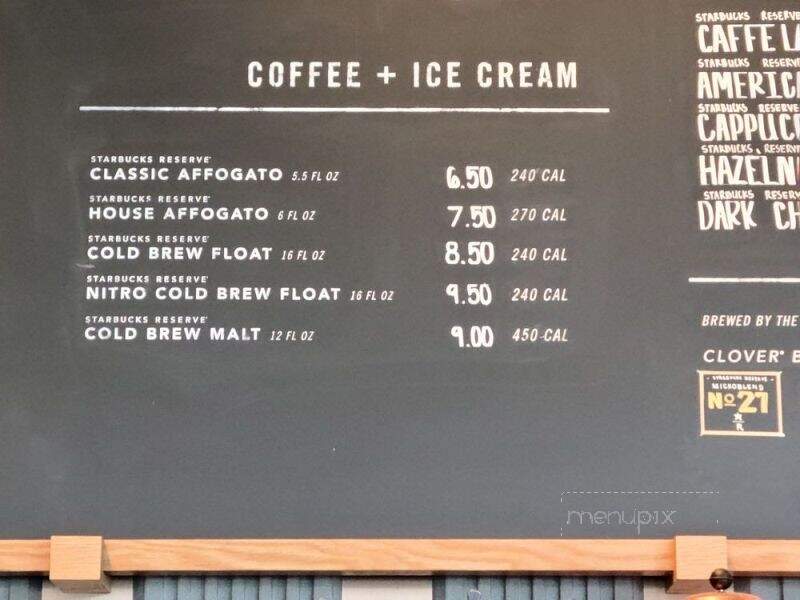 COFFEE + ICE CREAM
STARBUCKS RESERVE
CLASSIC AFFOGATO 5.5 FL OZ 6.50 240 CAL
STARBUCKS RESERVE
HOUSE AFFOGATO 6 FL OZ 7.50 270 CAL
STARBUCKS RESERVE
COLD BREW FLOAT 16 FL OZ 8.50 240 CAL
STARBUCKS RESERVE
NITRO COLD BREW FLOAT 16 FL OZ 9.50 240 CAL
STARBUCKS RESERVE
COLD BREW MALT 12 FL OZ 9.00 450 CAL
STARBUCKS RESERVE
CAFFE LA
STARBUCKS RESERVE
AMERIC
STARBUCKS RESERVE
CAPPUCC
STARBUCKS RESERVE
HAZELN
STARBUCKS RESERV
DARK CH
BREWED BY THE
CLOVER® B
STARBUCKS RESERVE
MICROBLEND
No 27
R
menupix